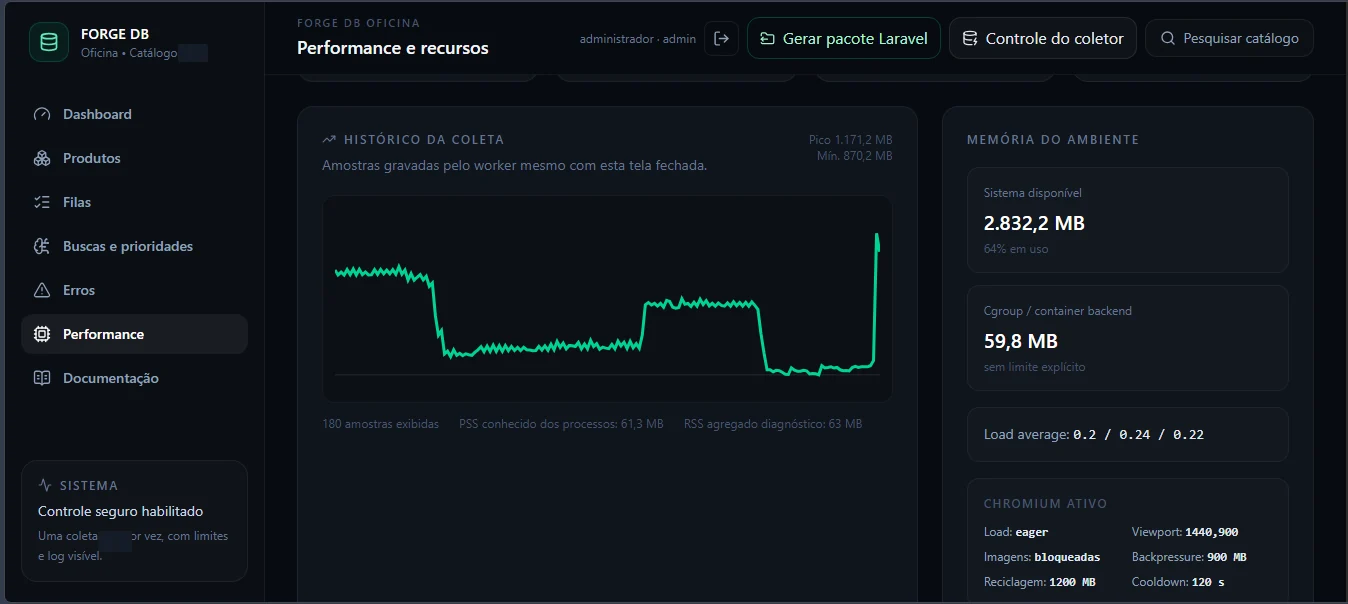 FORGE DB
Oficina • Catálogo
Dashboard
Produtos
Filas
Buscas e prioridades
Erros
Performance
Documentação
SISTEMA
Controle seguro habilitado
Uma coleta or vez, com limites
e log visível.
FORGE DB OFICINA
Performance e recursos
administrador · admin
Gerar pacote Laravel
Controle do coletor
Pesquisar catálogo
HISTÓRICO DA COLETA
Amostras gravadas pelo worker mesmo com esta tela fechada.
Pico 1.171,2 MB
Mín. 870,2 MB
180 amostras exibidas PSS conhecido dos processos: 61,3 MB RSS agregado diagnóstico: 63 MB
MEMÓRIA DO AMBIENTE
Sistema disponível
2.832,2 MB
64% em uso
Cgroup / container backend
59,8 MB
sem limite explícito
Load average: 0.2 / 0.24 / 0.22
CHROMIUM ATIVO
Load: eager Viewport: 1440,900
Imagens: bloqueadas Backpressure: 900 MB
Reciclagem: 1200 MB Cooldown: 120 s